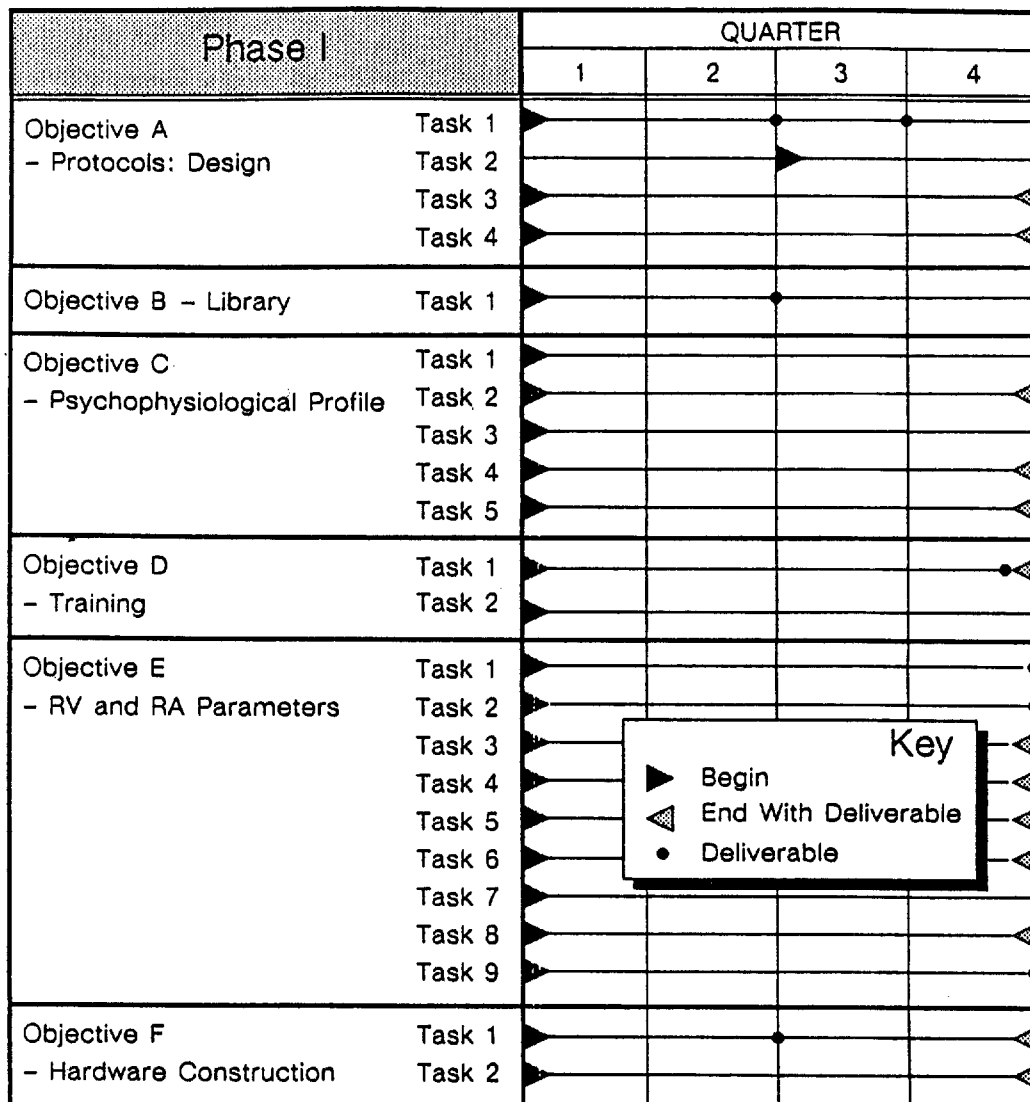 Phase I
QUARTER
1 2 3 4
Objective A Task 1
– Protocols: Design Task 2
Task 3
Task 4
Objective B – Library Task 1
Objective C Task 1
– Psychophysiological Profile Task 2
Task 3
Task 4
Task 5
Objective D Task 1
– Training Task 2
Objective E Task 1
– RV and RA Parameters Task 2
Task 3
Task 4
Task 5
Task 6
Task 7
Task 8
Task 9
Key
Begin
End With Deliverable
Deliverable
Objective F Task 1
– Hardware Construction Task 2